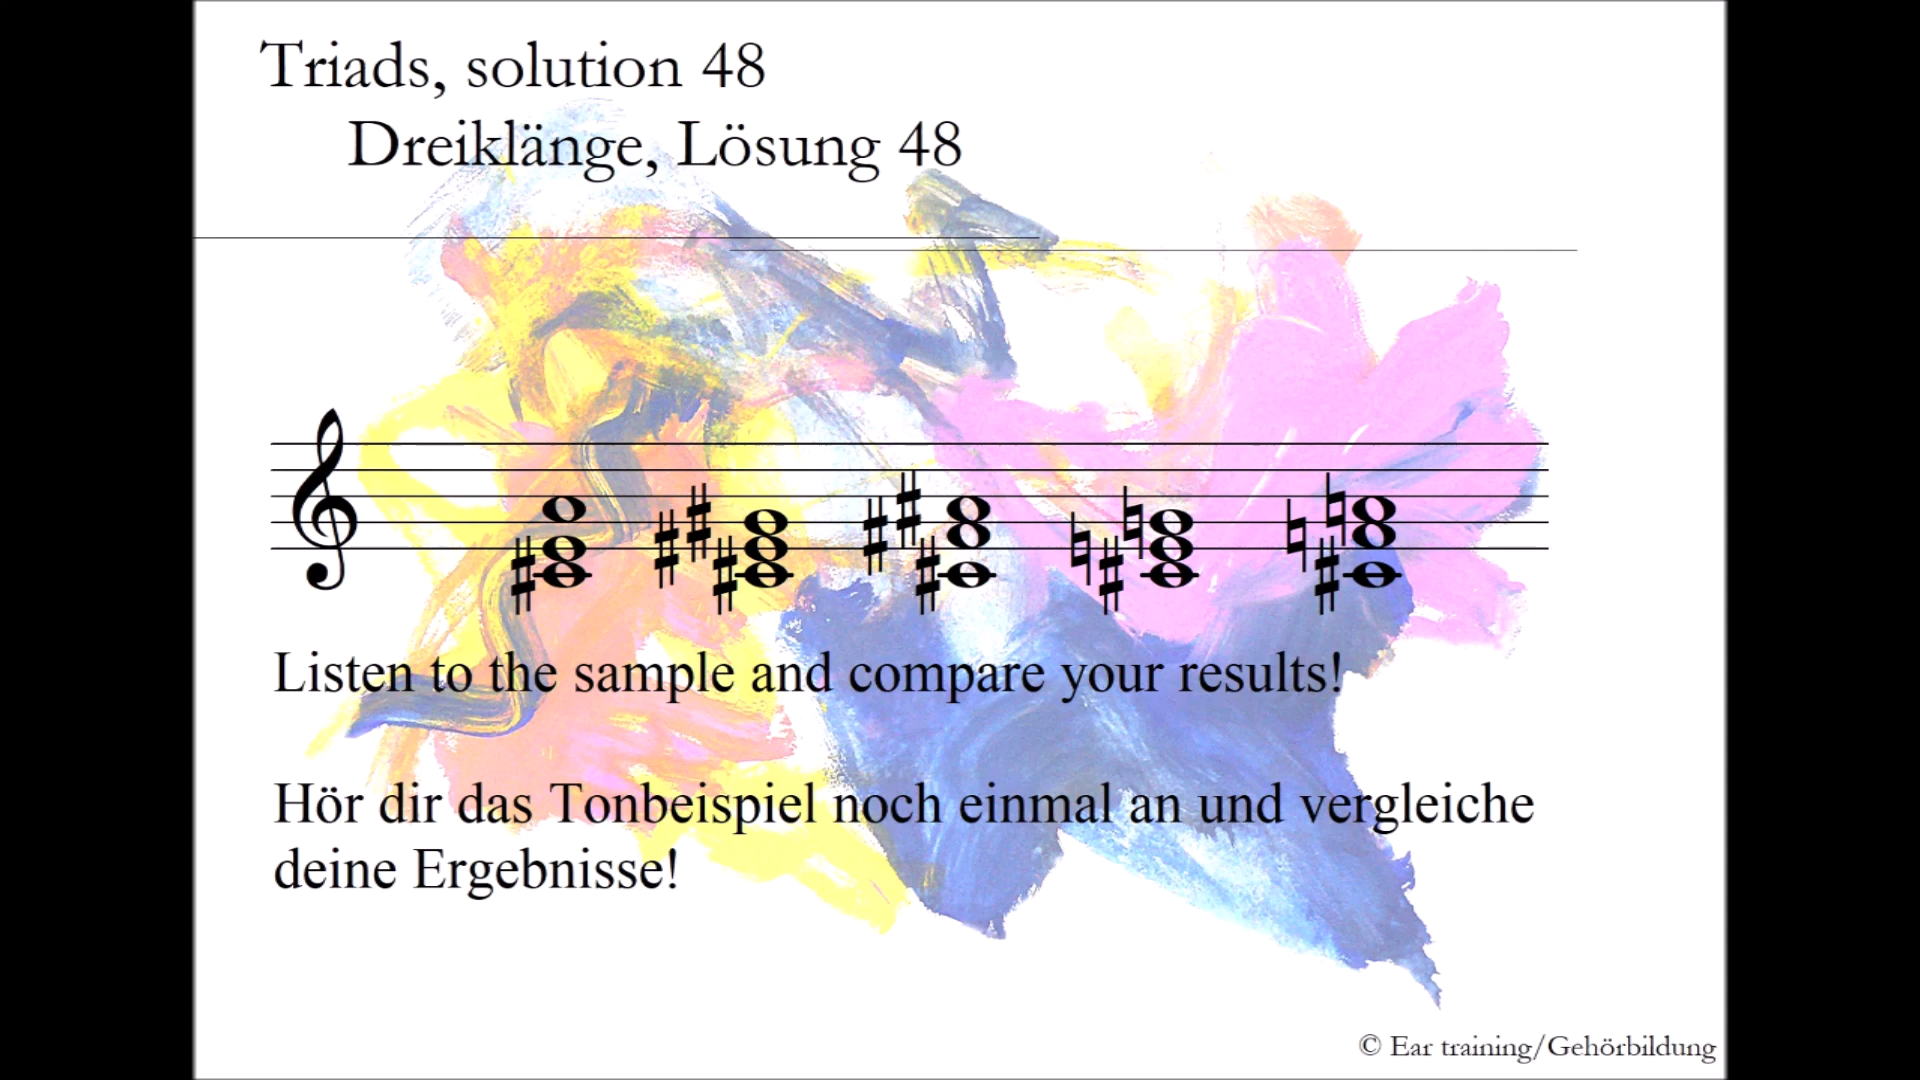 Triads, solution 48
Dreiklänge, Lösung 48
Listen to the sample and compare your results!
Hör dir das Tonbeispiel noch einmal an und vergleiche
deine Ergebnisse!
© Ear training/Gehörbildung